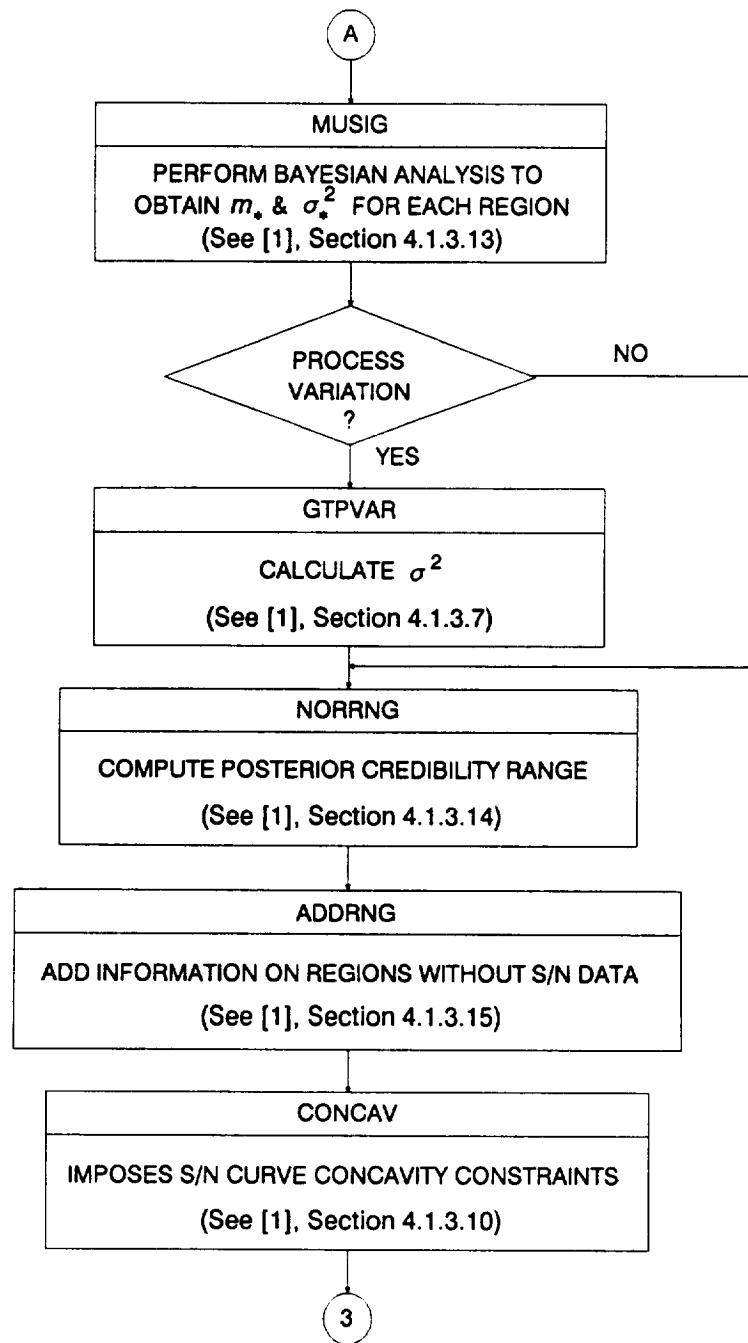 A
MUSIG
PERFORM BAYESIAN ANALYSIS TO
OBTAIN m* & σ*² FOR EACH REGION
(See [1], Section 4.1.3.13)
PROCESS
VARIATION
?
NO
YES
GTPVAR
CALCULATE σ²
(See [1], Section 4.1.3.7)
NORRNG
COMPUTE POSTERIOR CREDIBILITY RANGE
(See [1], Section 4.1.3.14)
ADDRNG
ADD INFORMATION ON REGIONS WITHOUT S/N DATA
(See [1], Section 4.1.3.15)
CONCAV
IMPOSES S/N CURVE CONCAVITY CONSTRAINTS
(See [1], Section 4.1.3.10)
3